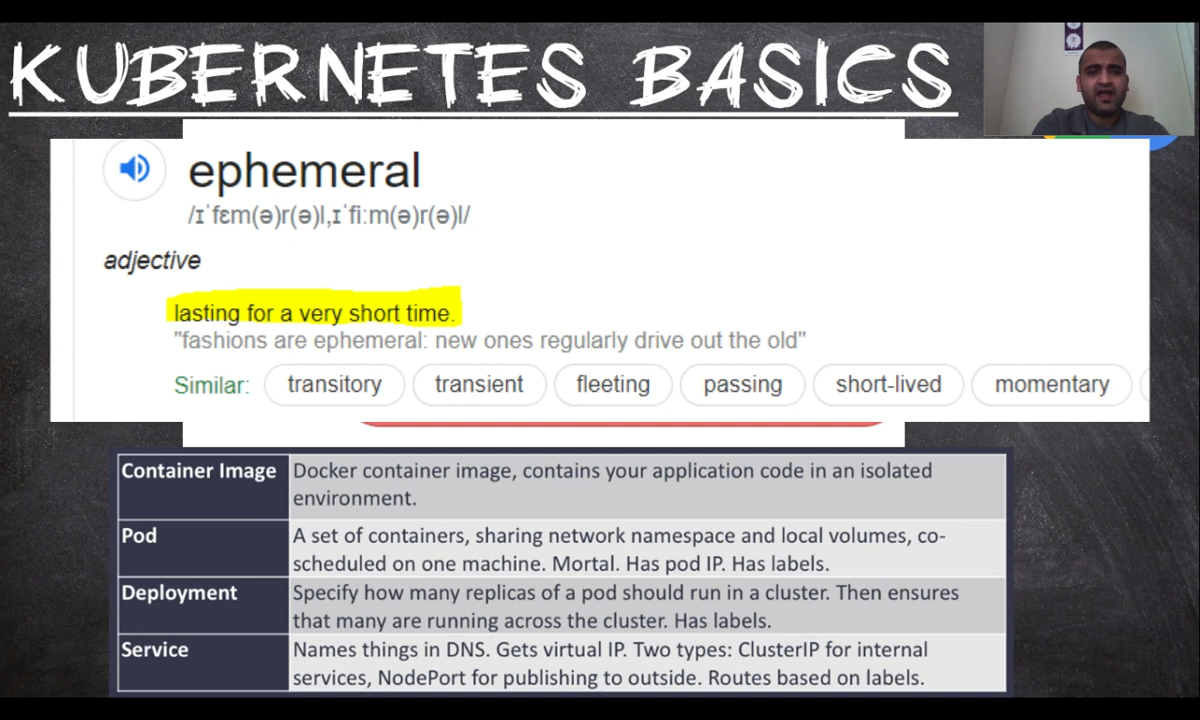 KUBERNETES BASICS
ephemeral
/ɪˈfɛm(ə)r(ə)l,ɪˈfiːm(ə)r(ə)l/
adjective
lasting for a very short time.
"fashions are ephemeral: new ones regularly drive out the old"
Similar: transitory transient fleeting passing short-lived momentary
Container Image Docker container image, contains your application code in an isolated
environment.
Pod A set of containers, sharing network namespace and local volumes, co-
scheduled on one machine. Mortal. Has pod IP. Has labels.
Deployment Specify how many replicas of a pod should run in a cluster. Then ensures
that many are running across the cluster. Has labels.
Service Names things in DNS. Gets virtual IP. Two types: ClusterIP for internal
services, NodePort for publishing to outside. Routes based on labels.